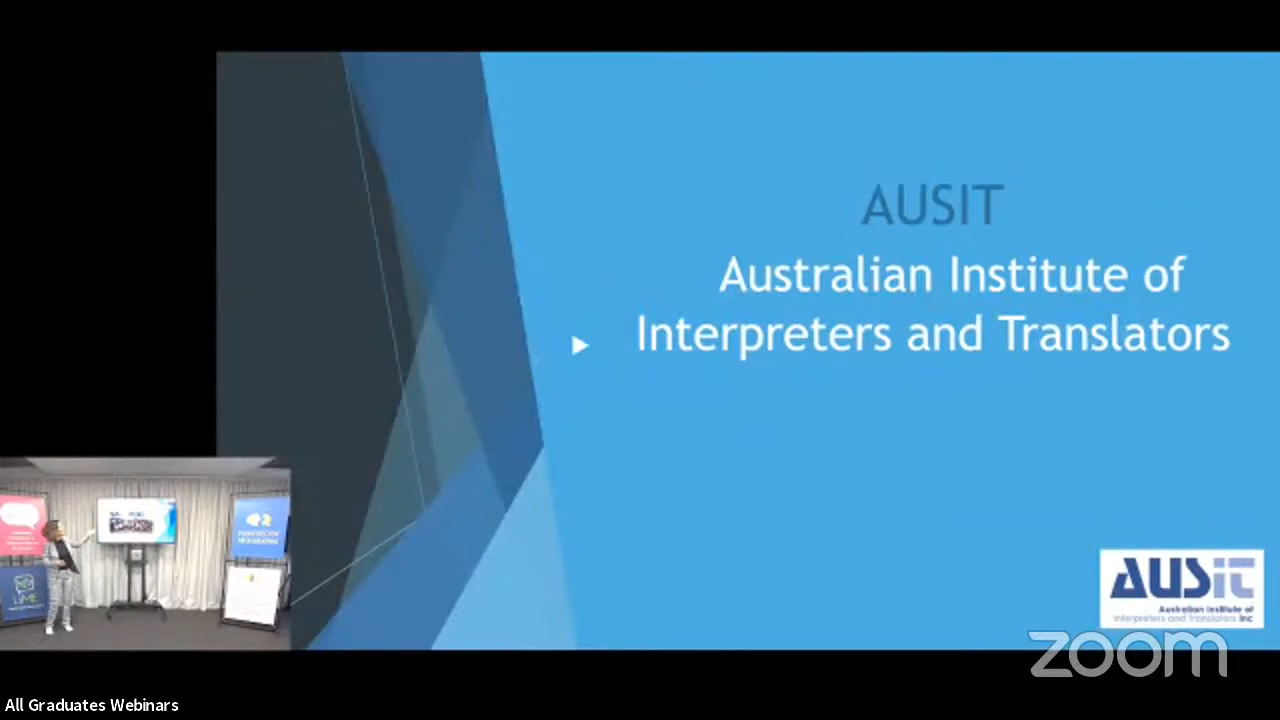 AUSIT
Australian Institute of
Interpreters and Translators
AUSiT
Australian Institute of
Interpreters and Translators Inc
zoom
All Graduates Webinars